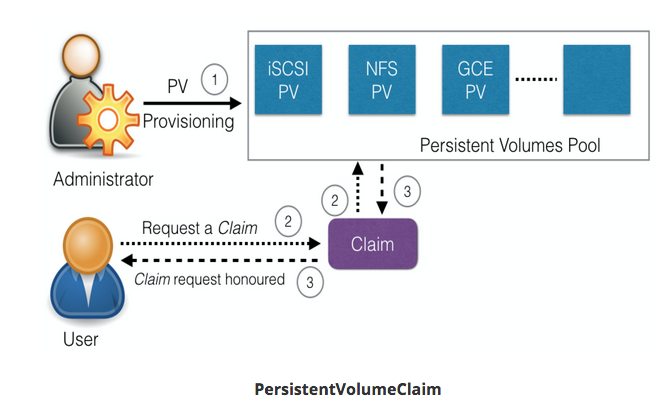 PV
1
Provisioning
iSCSI
PV
NFS
PV
GCE
PV
Persistent Volumes Pool
Administrator
2
3
Request a Claim
2
Claim
Claim request honoured
3
User
PersistentVolumeClaim